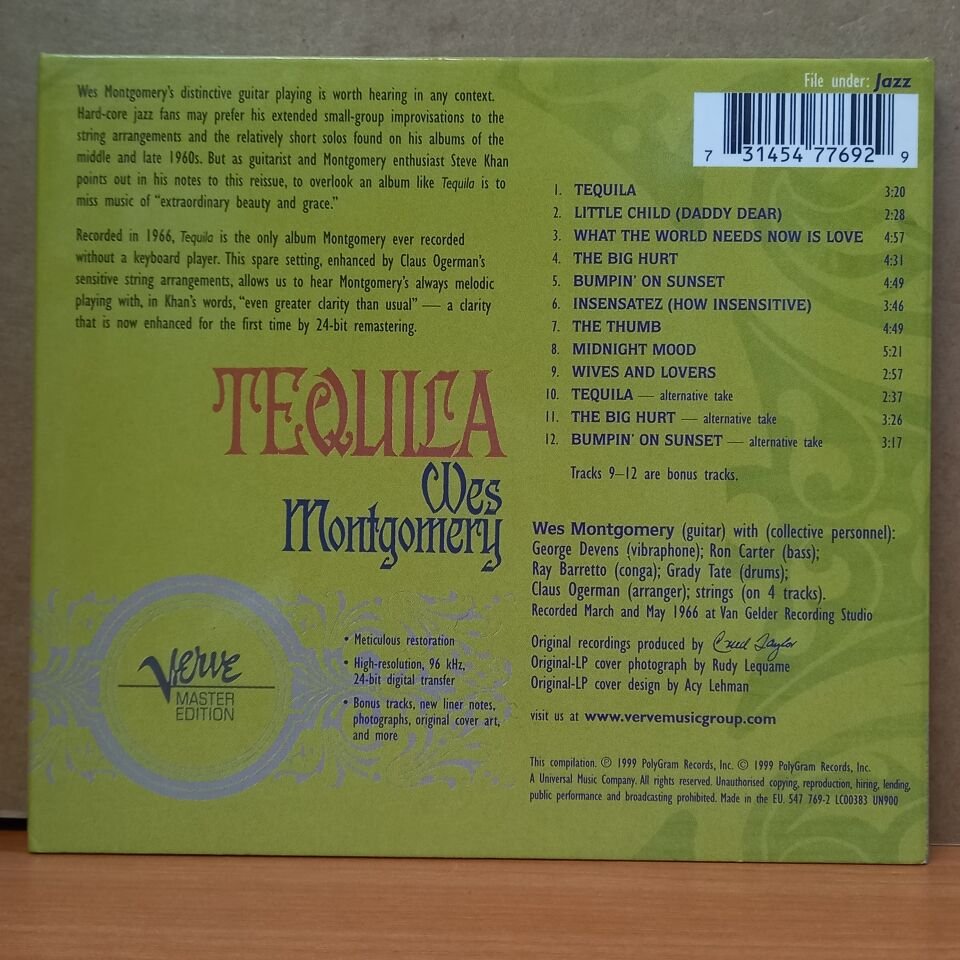 Wes Montgomery's distinctive guitar playing is worth hearing in any context.
Hard-core jazz fans may prefer his extended small-group improvisations to the
string arrangements and the relatively short solos found on his albums of the
middle and late 1960s. But as guitarist and Montgomery enthusiast Steve Khan
points out in his notes to this reissue, to overlook an album like Tequila is to
miss music of "extraordinary beauty and grace."
Recorded in 1966, Tequila is the only album Montgomery ever recorded
without a keyboard player. This spare setting, enhanced by Claus Ogerman's
sensitive string arrangements, allows us to hear Montgomery's always melodic
playing with, in Khan's words, "even greater clarity than usual" — a clarity
that is now enhanced for the first time by 24-bit remastering.
TEQUILA
Wes
Montgomery
Verve
MASTER
EDITION
• Meticulous restoration
• High-resolution, 96 kHz,
24-bit digital transfer
• Bonus tracks, new liner notes,
photographs, original cover art,
and more
File under: Jazz
7 31454 77692 9
1. TEQUILA 3:20
2. LITTLE CHILD (DADDY DEAR) 2:28
3. WHAT THE WORLD NEEDS NOW IS LOVE 4:57
4. THE BIG HURT 4:31
5. BUMPIN' ON SUNSET 4:49
6. INSENSATEZ (HOW INSENSITIVE) 3:46
7. THE THUMB 4:49
8. MIDNIGHT MOOD 5:21
9. WIVES AND LOVERS 2:57
10. TEQUILA — alternative take 2:37
11. THE BIG HURT — alternative take 3:26
12. BUMPIN' ON SUNSET — alternative take 3:17
Tracks 9–12 are bonus tracks.
Wes Montgomery (guitar) with (collective personnel):
George Devens (vibraphone); Ron Carter (bass);
Ray Barretto (conga); Grady Tate (drums);
Claus Ogerman (arranger); strings (on 4 tracks).
Recorded March and May 1966 at Van Gelder Recording Studio
Original recordings produced by Creed Taylor
Original-LP cover photograph by Rudy Lequame
Original-LP cover design by Acy Lehman
visit us at www.vervemusicgroup.com
This compilation. ℗ 1999 PolyGram Records, Inc. © 1999 PolyGram Records, Inc.
A Universal Music Company. All rights reserved. Unauthorised copying, reproduction, hiring, lending,
public performance and broadcasting prohibited. Made in the EU. 547 769-2 LC00383 UN900